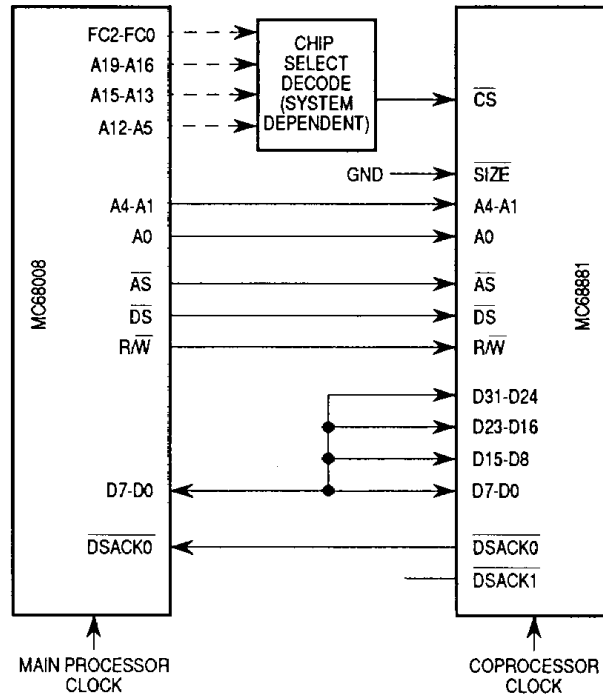 FC2-FC0
A19-A16
A15-A13
A12-A5
CHIP
SELECT
DECODE
(SYSTEM
DEPENDENT)
CS
GND
SIZE
A4-A1
A4-A1
A0
A0
AS
AS
DS
DS
R/W
R/W
MC68008
MC68881
D31-D24
D23-D16
D15-D8
D7-D0
D7-D0
DSACK0
DSACK0
DSACK1
MAIN PROCESSOR
CLOCK
COPROCESSOR
CLOCK